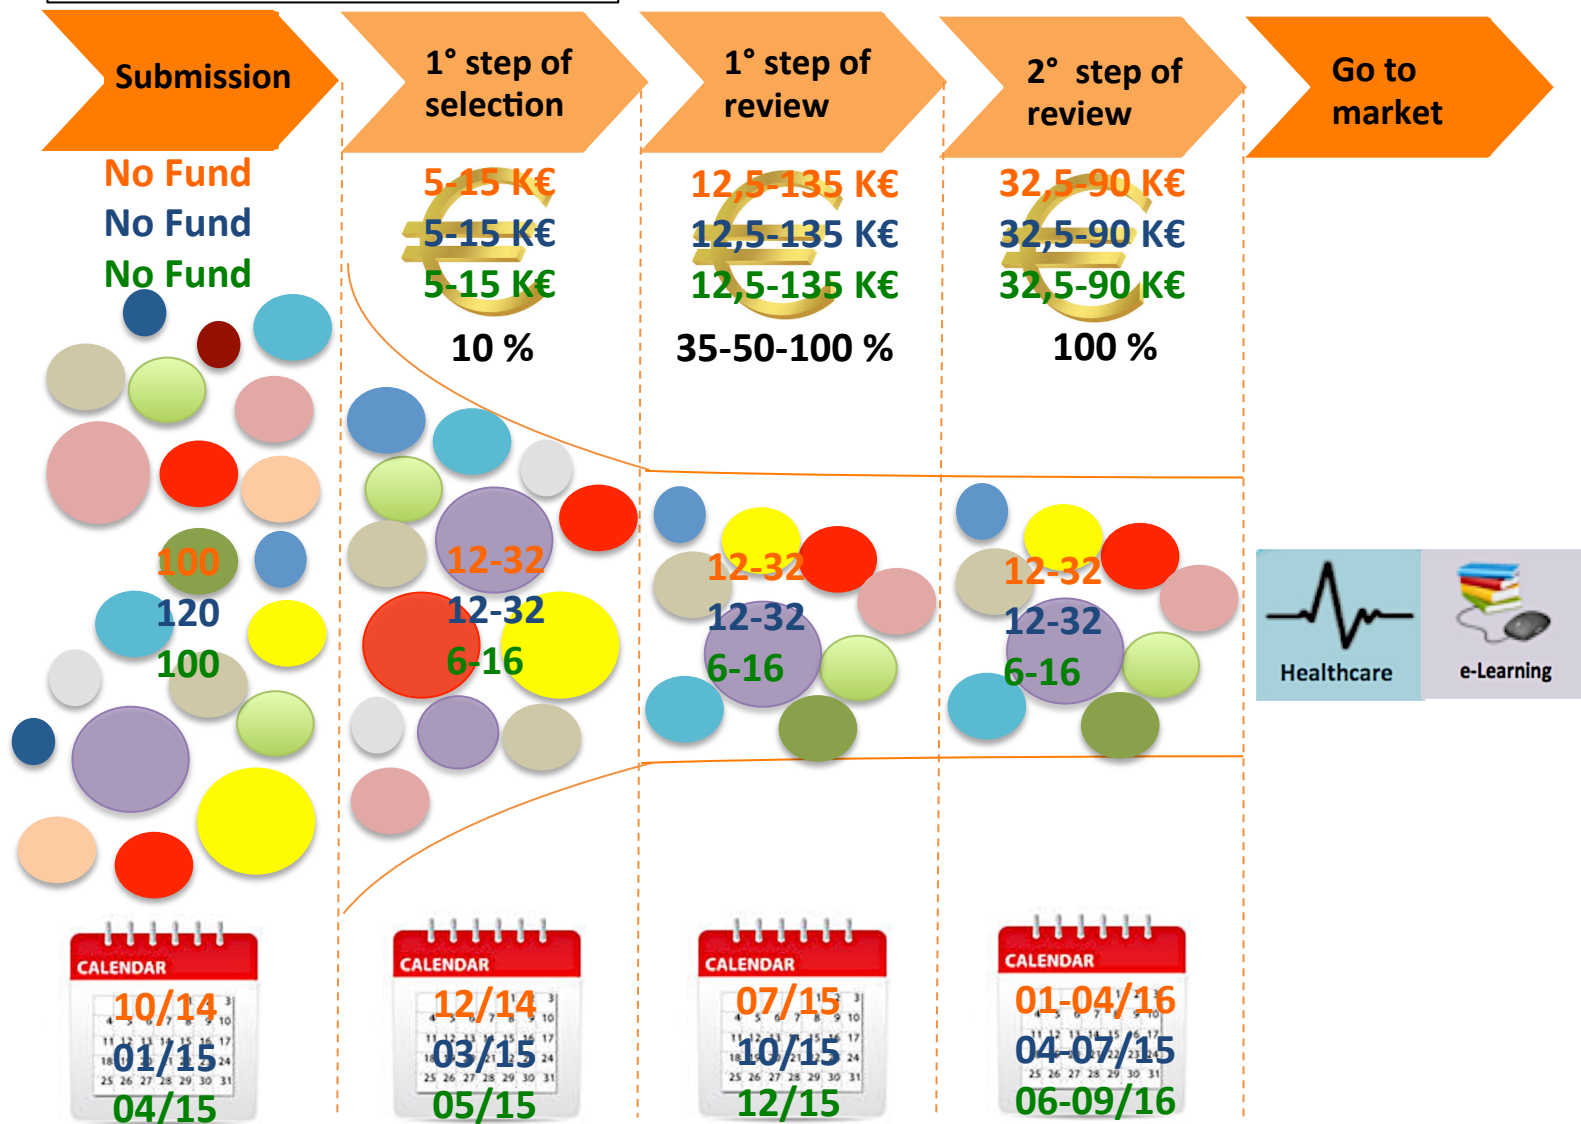 Submission
1° step of
selection
1° step of
review
2° step of
review
Go to
market
No Fund
No Fund
No Fund
5-15 K€
5-15 K€
5-15 K€
10 %
12,5-135 K€
12,5-135 K€
12,5-135 K€
35-50-100 %
32,5-90 K€
32,5-90 K€
32,5-90 K€
100 %
100
120
100
12-32
12-32
6-16
12-32
12-32
6-16
12-32
12-32
6-16
Healthcare
e-Learning
CALENDAR
10/14
01/15
04/15
CALENDAR
12/14
03/15
05/15
CALENDAR
07/15
10/15
12/15
CALENDAR
01-04/16
04-07/15
06-09/16